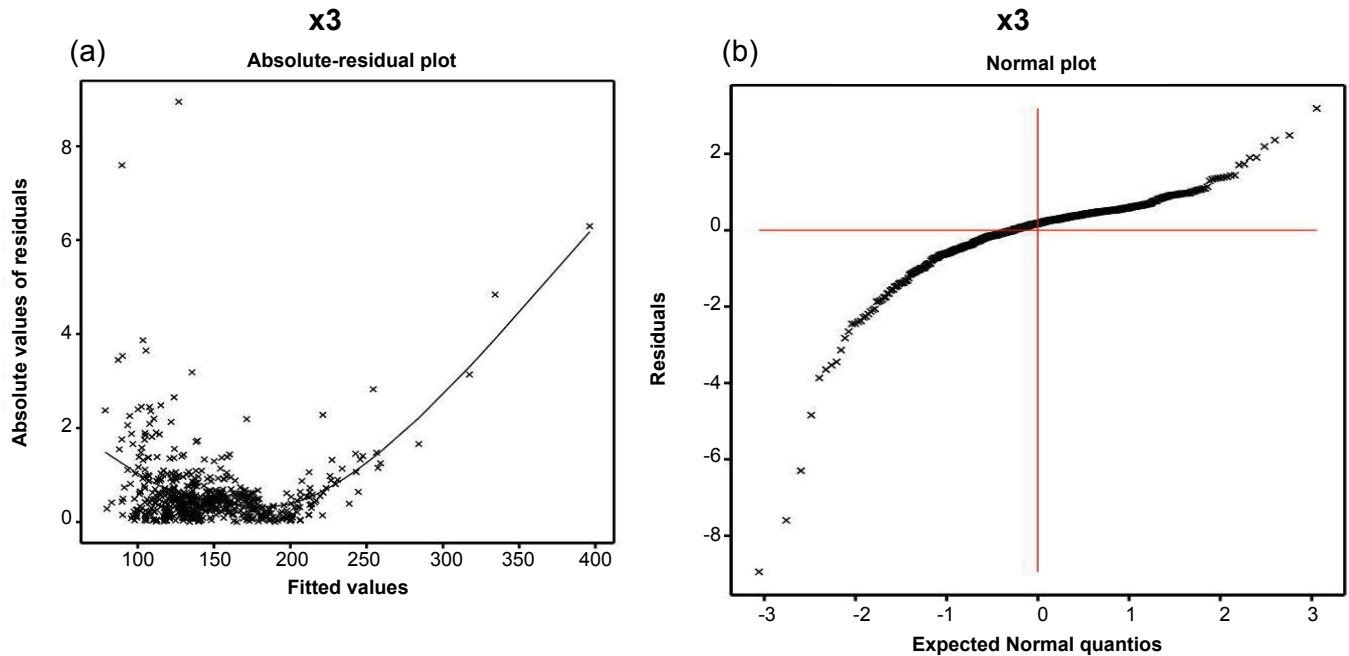 x3
(a)
Absolute-residual plot
Absolute values of residuals
8
6
4
2
0
100 150 200 250 300 350 400
Fitted values
x3
(b)
Normal plot
Residuals
2
0
-2
-4
-6
-8
-3 -2 -1 0 1 2 3
Expected Normal quantios